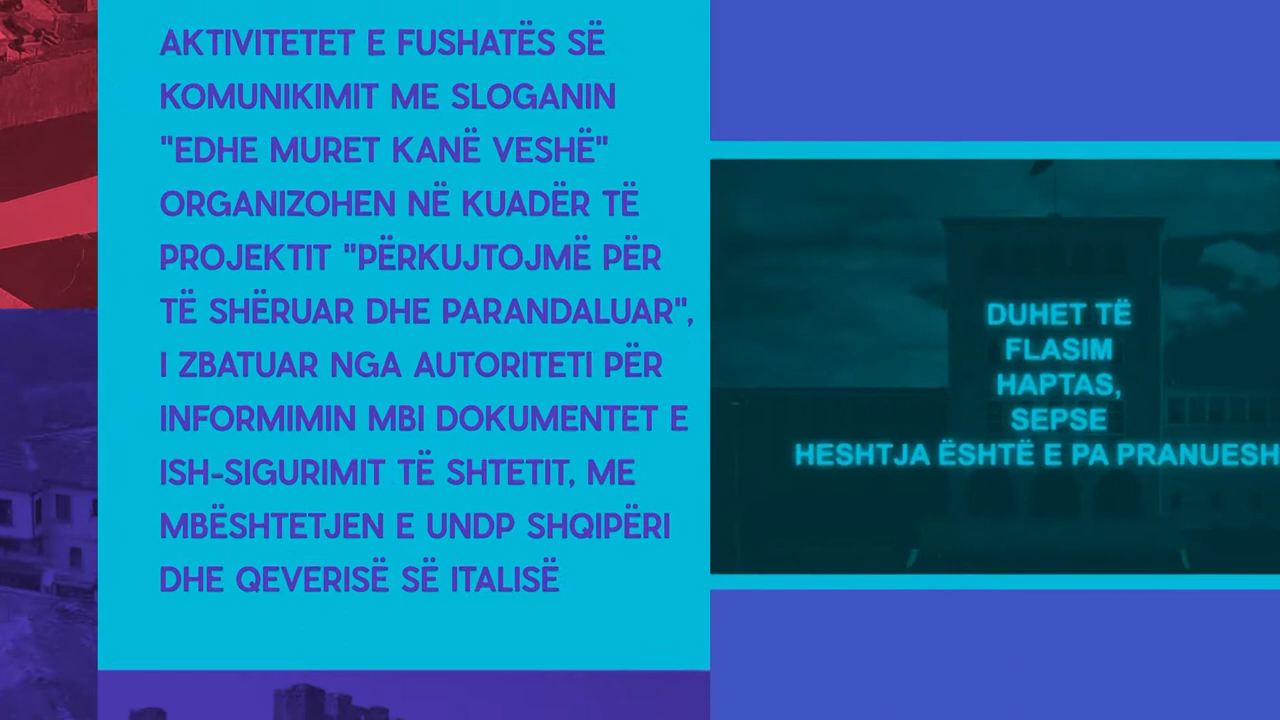 AKTIVITETET E FUSHATËS SË
KOMUNIKIMIT ME SLOGANIN
"EDHE MURET KANË VESHË"
ORGANIZOHEN NË KUADËR TË
PROJEKTIT "PËRKUJTOJMË PËR
TË SHËRUAR DHE PARANDALUAR",
I ZBATUAR NGA AUTORITETI PËR
INFORMIMIN MBI DOKUMENTET E
ISH-SIGURIMIT TË SHTETIT, ME
MBËSHTETJEN E UNDP SHQIPËRI
DHE QEVERISË SË ITALISË
DUHET TË
FLASIM
HAPTAS,
SEPSE
HESHTJA ËSHTË E PA PRANUESH